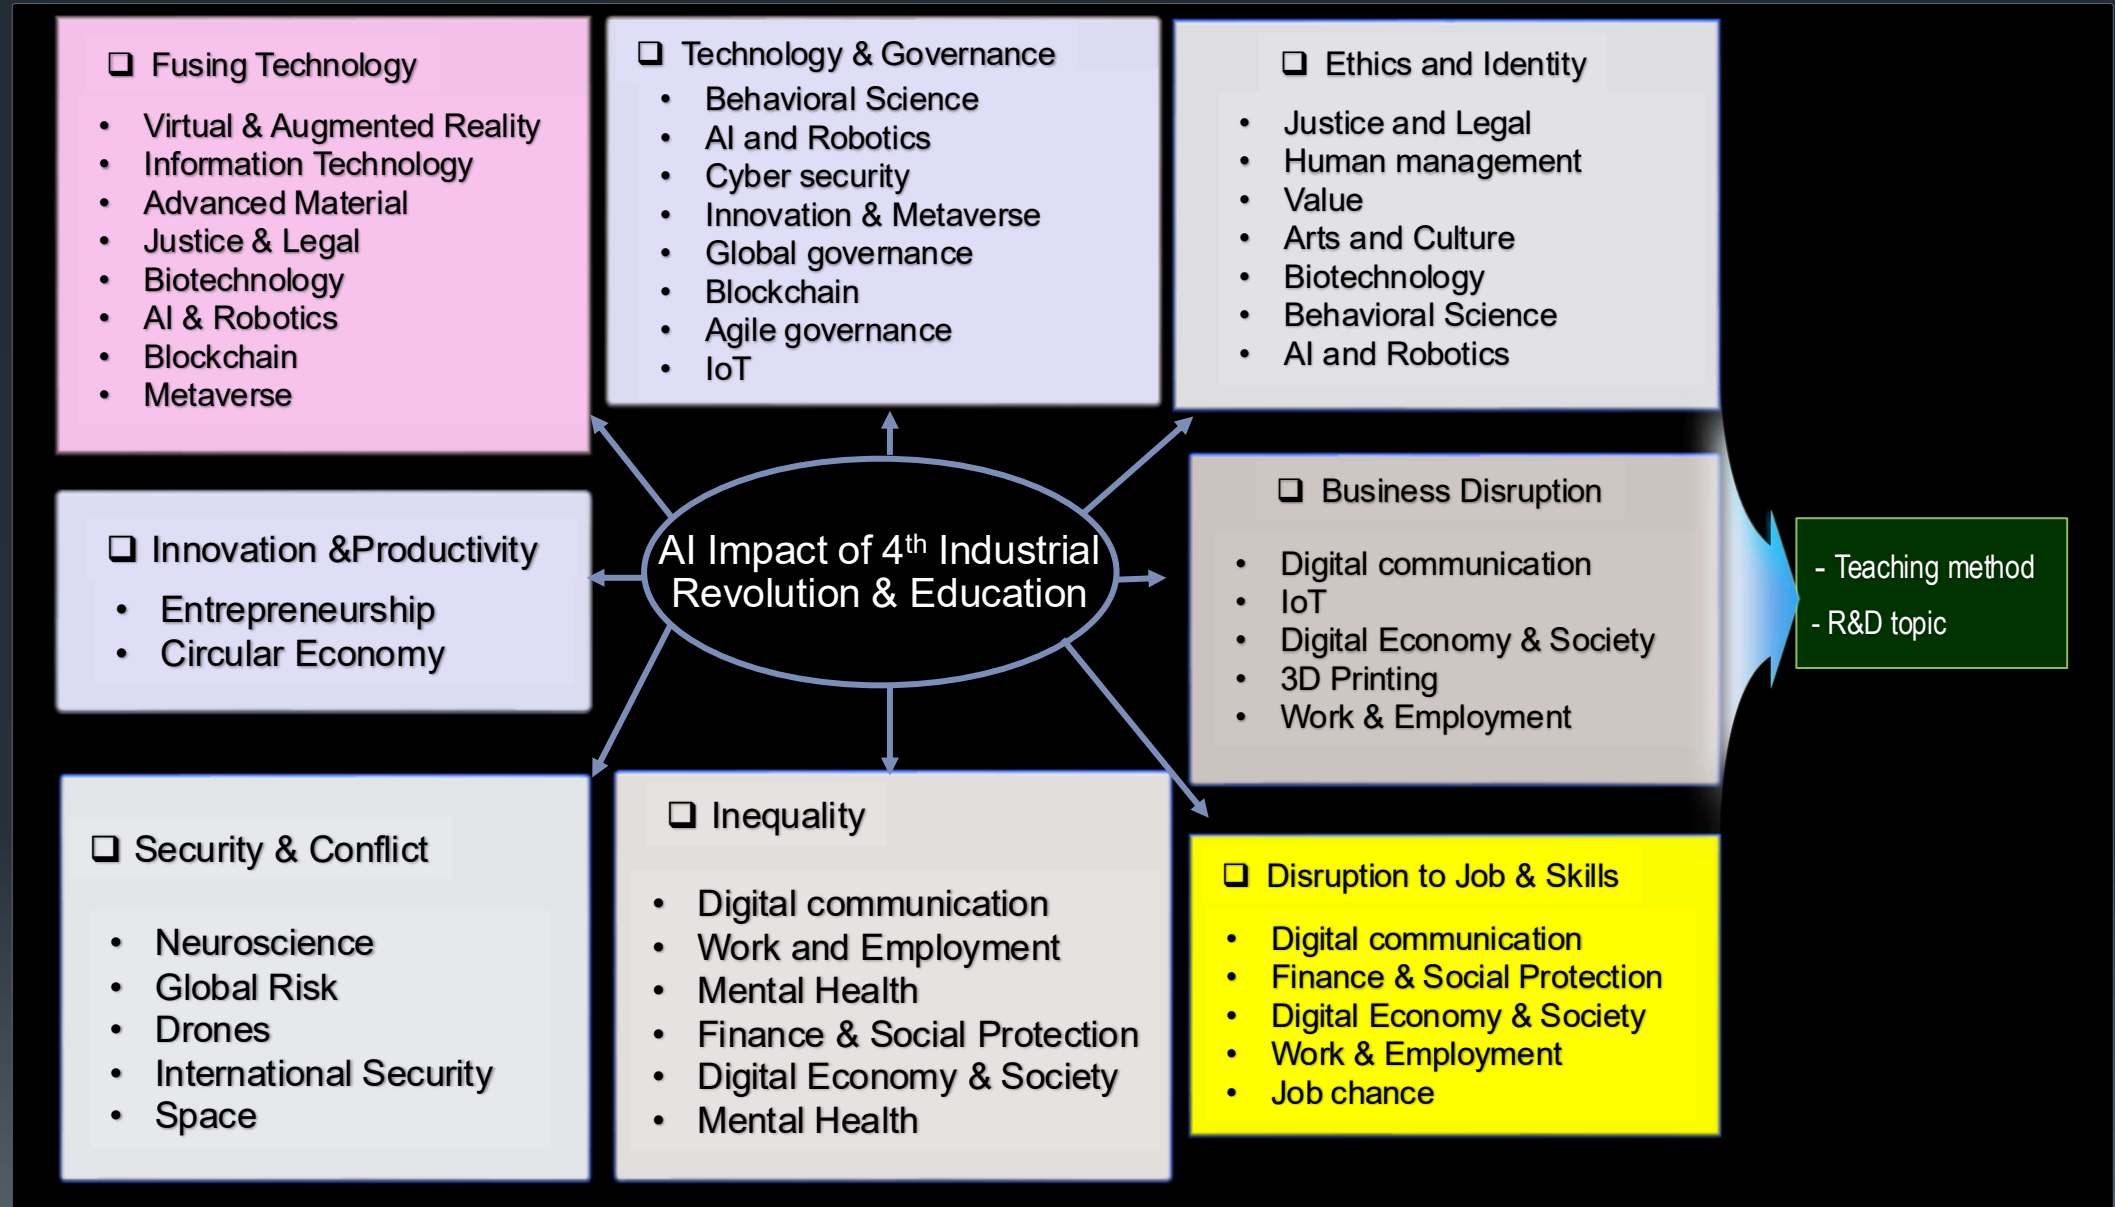 ❑ Fusing Technology
• Virtual & Augmented Reality
• Information Technology
• Advanced Material
• Justice & Legal
• Biotechnology
• AI & Robotics
• Blockchain
• Metaverse
❑ Technology & Governance
• Behavioral Science
• AI and Robotics
• Cyber security
• Innovation & Metaverse
• Global governance
• Blockchain
• Agile governance
• IoT
❑ Ethics and Identity
• Justice and Legal
• Human management
• Value
• Arts and Culture
• Biotechnology
• Behavioral Science
• AI and Robotics
❑ Innovation &Productivity
• Entrepreneurship
• Circular Economy
AI Impact of 4th Industrial
Revolution & Education
❑ Business Disruption
• Digital communication
• IoT
• Digital Economy & Society
• 3D Printing
• Work & Employment
- Teaching method
- R&D topic
❑ Security & Conflict
• Neuroscience
• Global Risk
• Drones
• International Security
• Space
❑ Inequality
• Digital communication
• Work and Employment
• Mental Health
• Finance & Social Protection
• Digital Economy & Society
• Mental Health
❑ Disruption to Job & Skills
• Digital communication
• Finance & Social Protection
• Digital Economy & Society
• Work & Employment
• Job chance